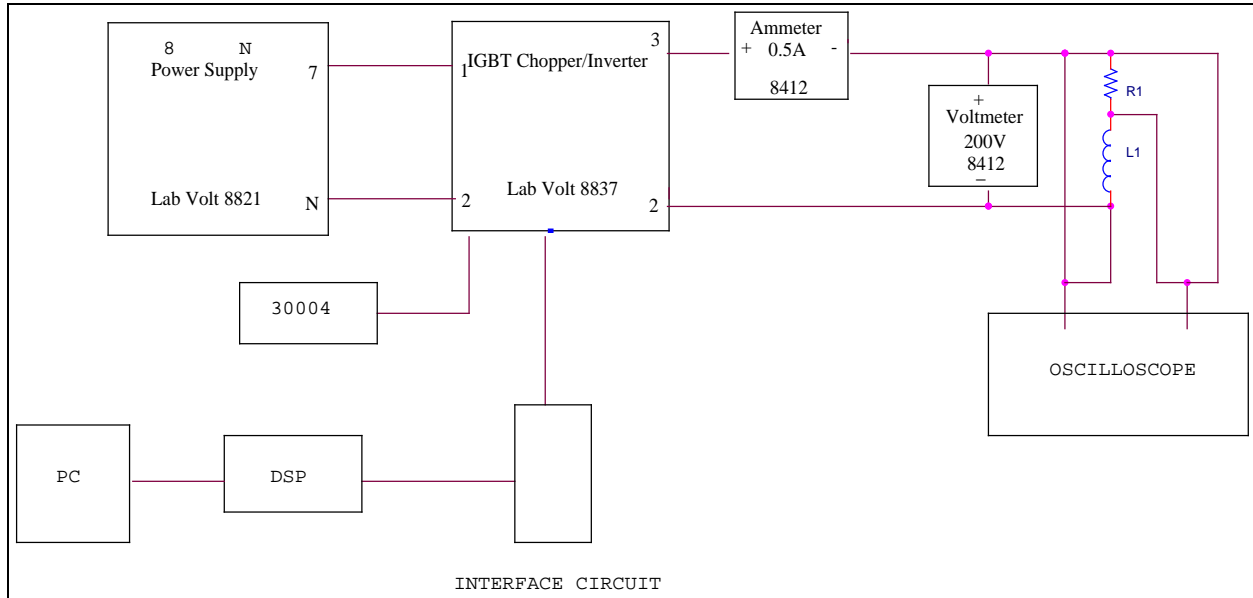 8 N
Power Supply
7
Lab Volt 8821
N
1
IGBT Chopper/Inverter
3
2
Lab Volt 8837
2
Ammeter
+ 0.5A -
8412
+
Voltmeter
200V
8412
−
R1
L1
30004
OSCILLOSCOPE
PC
DSP
INTERFACE CIRCUIT